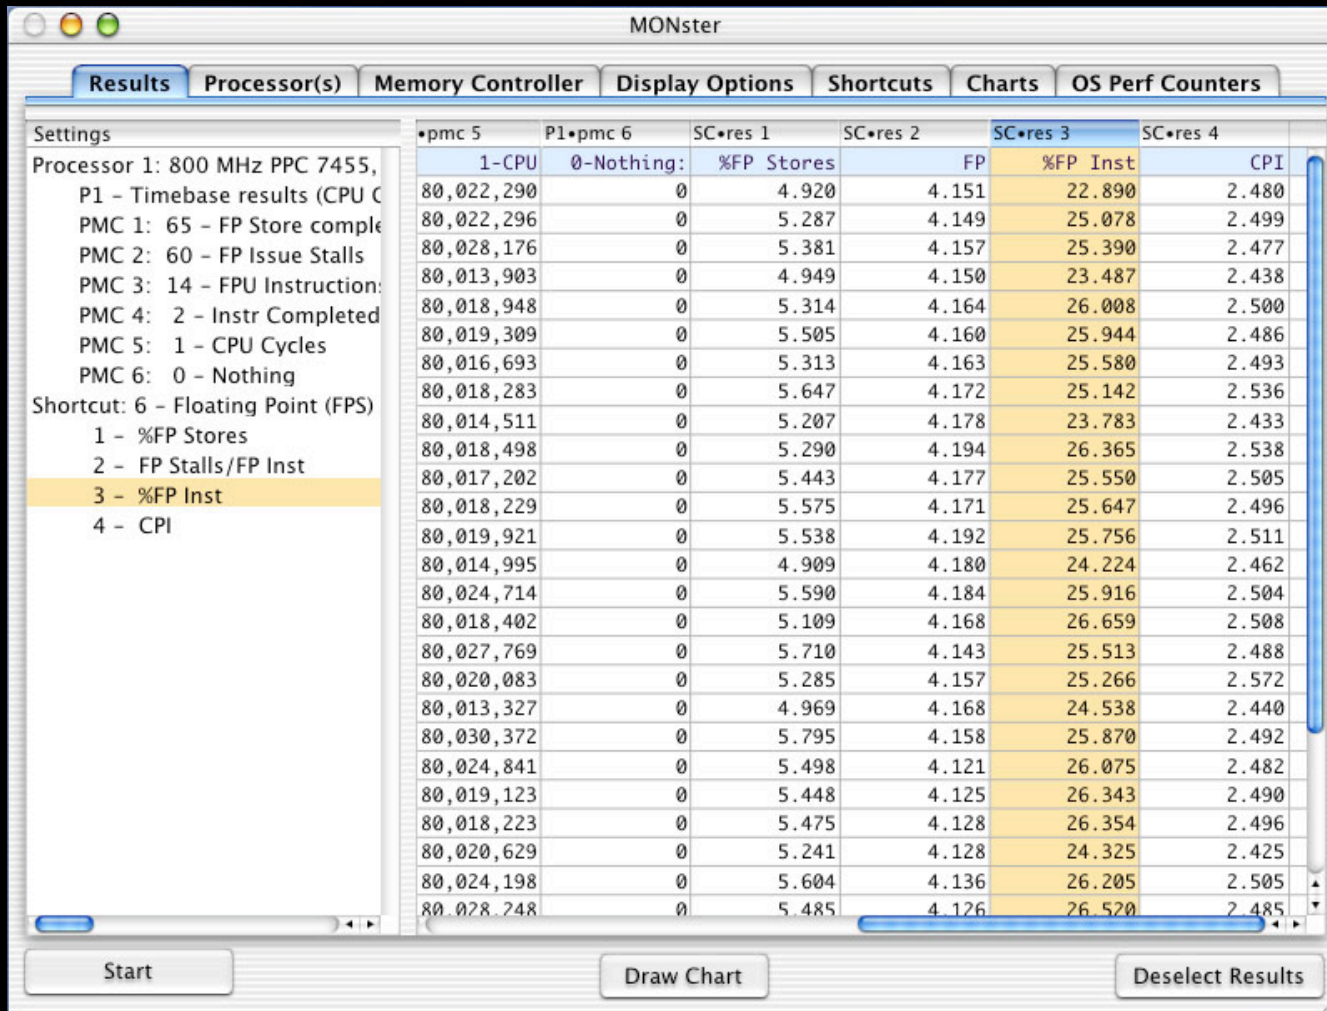 MONster
Results Processor(s) Memory Controller Display Options Shortcuts Charts OS Perf Counters
Settings
Processor 1: 800 MHz PPC 7455,
P1 – Timebase results (CPU C
PMC 1: 65 – FP Store comple
PMC 2: 60 – FP Issue Stalls
PMC 3: 14 – FPU Instruction
PMC 4: 2 – Instr Completed
PMC 5: 1 – CPU Cycles
PMC 6: 0 – Nothing
Shortcut: 6 – Floating Point (FPS)
1 – %FP Stores
2 – FP Stalls/FP Inst
3 – %FP Inst
4 – CPI
•pmc 5 P1•pmc 6 SC•res 1 SC•res 2 SC•res 3 SC•res 4
1-CPU 0-Nothing: %FP Stores FP %FP Inst CPI
80,022,290 0 4.920 4.151 22.890 2.480
80,022,296 0 5.287 4.149 25.078 2.499
80,028,176 0 5.381 4.157 25.390 2.477
80,013,903 0 4.949 4.150 23.487 2.438
80,018,948 0 5.314 4.164 26.008 2.500
80,019,309 0 5.505 4.160 25.944 2.486
80,016,693 0 5.313 4.163 25.580 2.493
80,018,283 0 5.647 4.172 25.142 2.536
80,014,511 0 5.207 4.178 23.783 2.433
80,018,498 0 5.290 4.194 26.365 2.538
80,017,202 0 5.443 4.177 25.550 2.505
80,018,229 0 5.575 4.171 25.647 2.496
80,019,921 0 5.538 4.192 25.756 2.511
80,014,995 0 4.909 4.180 24.224 2.462
80,024,714 0 5.590 4.184 25.916 2.504
80,018,402 0 5.109 4.168 26.659 2.508
80,027,769 0 5.710 4.143 25.513 2.488
80,020,083 0 5.285 4.157 25.266 2.572
80,013,327 0 4.969 4.168 24.538 2.440
80,030,372 0 5.795 4.158 25.870 2.492
80,024,841 0 5.498 4.121 26.075 2.482
80,019,123 0 5.448 4.125 26.343 2.490
80,018,223 0 5.475 4.128 26.354 2.496
80,020,629 0 5.241 4.128 24.325 2.425
80,024,198 0 5.604 4.136 26.205 2.505
80,028,248 0 5.485 4.126 26.520 2.485
Start Draw Chart Deselect Results